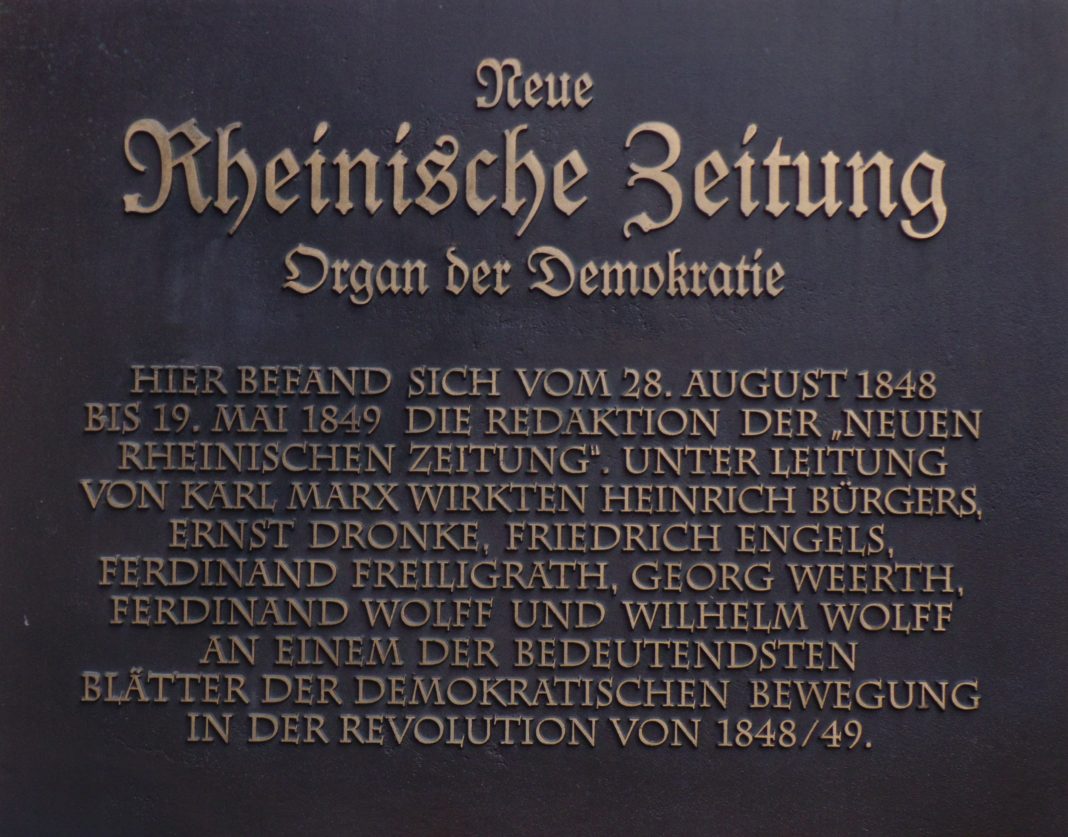 Neue
Rheinische Zeitung
Organ der Demokratie
HIER BEFAND SICH VOM 28. AUGUST 1848
BIS 19. MAI 1849 DIE REDAKTION DER „NEUEN
RHEINISCHEN ZEITUNG“. UNTER LEITUNG
VON KARL MARX WIRKTEN HEINRICH BÜRGERS,
ERNST DRONKE, FRIEDRICH ENGELS,
FERDINAND FREILIGRATH, GEORG WEERTH,
FERDINAND WOLFF UND WILHELM WOLFF
AN EINEM DER BEDEUTENDSTEN
BLÄTTER DER DEMOKRATISCHEN BEWEGUNG
IN DER REVOLUTION VON 1848/49.